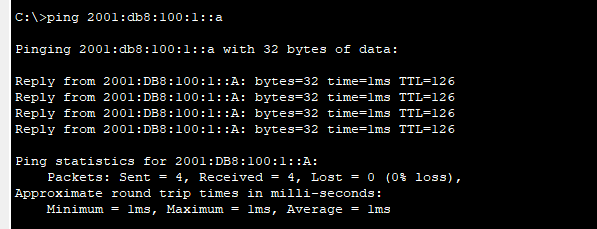 C:\>ping 2001:db8:100:1::a
Pinging 2001:db8:100:1::a with 32 bytes of data:
Reply from 2001:DB8:100:1::A: bytes=32 time=1ms TTL=126
Reply from 2001:DB8:100:1::A: bytes=32 time=1ms TTL=126
Reply from 2001:DB8:100:1::A: bytes=32 time=1ms TTL=126
Reply from 2001:DB8:100:1::A: bytes=32 time=1ms TTL=126
Ping statistics for 2001:DB8:100:1::A:
Packets: Sent = 4, Received = 4, Lost = 0 (0% loss),
Approximate round trip times in milli-seconds:
Minimum = 1ms, Maximum = 1ms, Average = 1ms